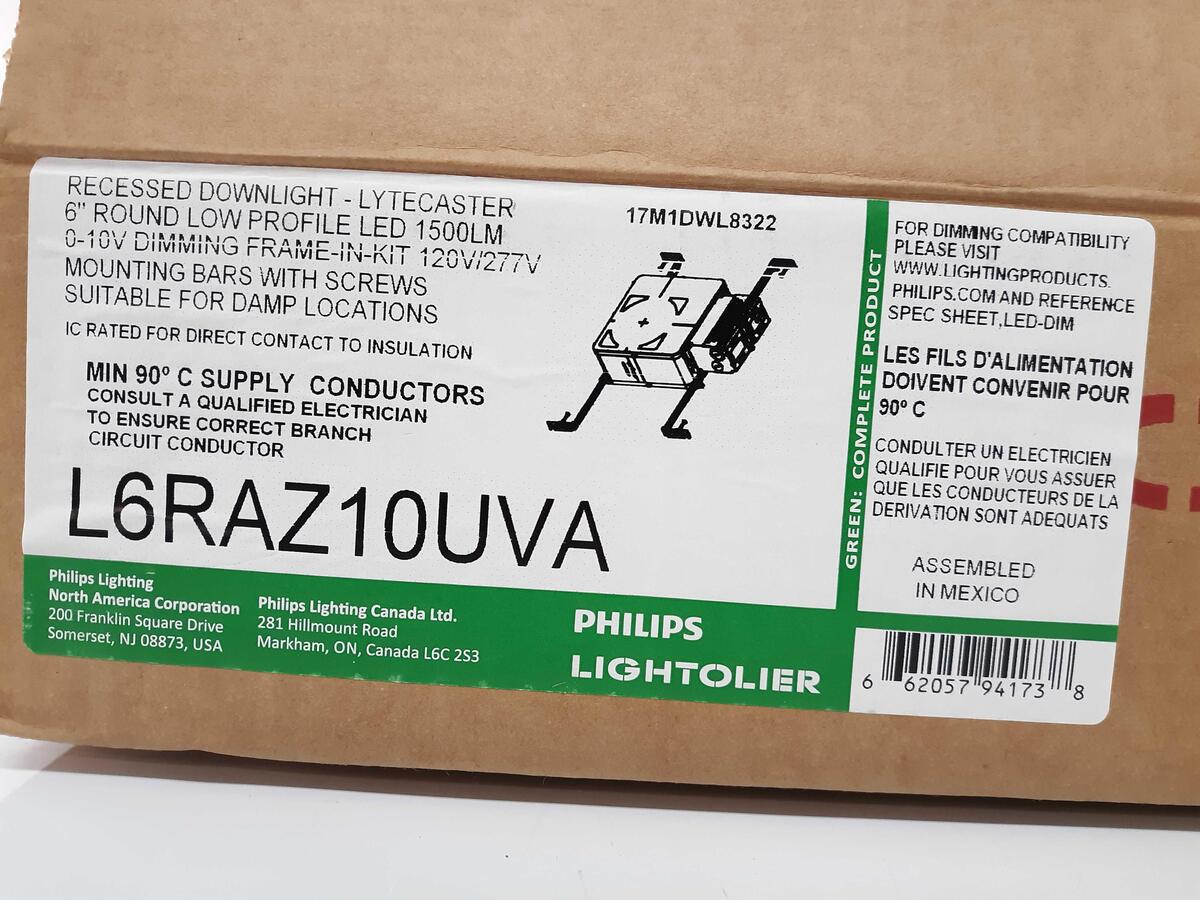 RECESSED DOWNLIGHT - LYTECASTER
6" ROUND LOW PROFILE LED 1500LM
0-10V DIMMING FRAME-IN-KIT 120V/277V
MOUNTING BARS WITH SCREWS
SUITABLE FOR DAMP LOCATIONS
IC RATED FOR DIRECT CONTACT TO INSULATION
MIN 90º C SUPPLY CONDUCTORS
CONSULT A QUALIFIED ELECTRICIAN
TO ENSURE CORRECT BRANCH
CIRCUIT CONDUCTOR
L6RAZ10UVA
17M1DWL8322
GREEN: COMPLETE PRODUCT
FOR DIMMING COMPATIBILITY
PLEASE VISIT
WWW.LIGHTINGPRODUCTS.
PHILIPS.COM AND REFERENCE
SPEC SHEET,LED-DIM
LES FILS D'ALIMENTATION
DOIVENT CONVENIR POUR
90º C
CONDULTER UN ELECTRICIEN
QUALIFIE POUR VOUS ASSUER
QUE LES CONDUCTEURS DE LA
DERIVATION SONT ADEQUATS
ASSEMBLED
IN MEXICO
Philips Lighting
North America Corporation
200 Franklin Square Drive
Somerset, NJ 08873, USA
Philips Lighting Canada Ltd.
281 Hillmount Road
Markham, ON, Canada L6C 2S3
PHILIPS
LIGHTOLIER
6 62057 94173 8